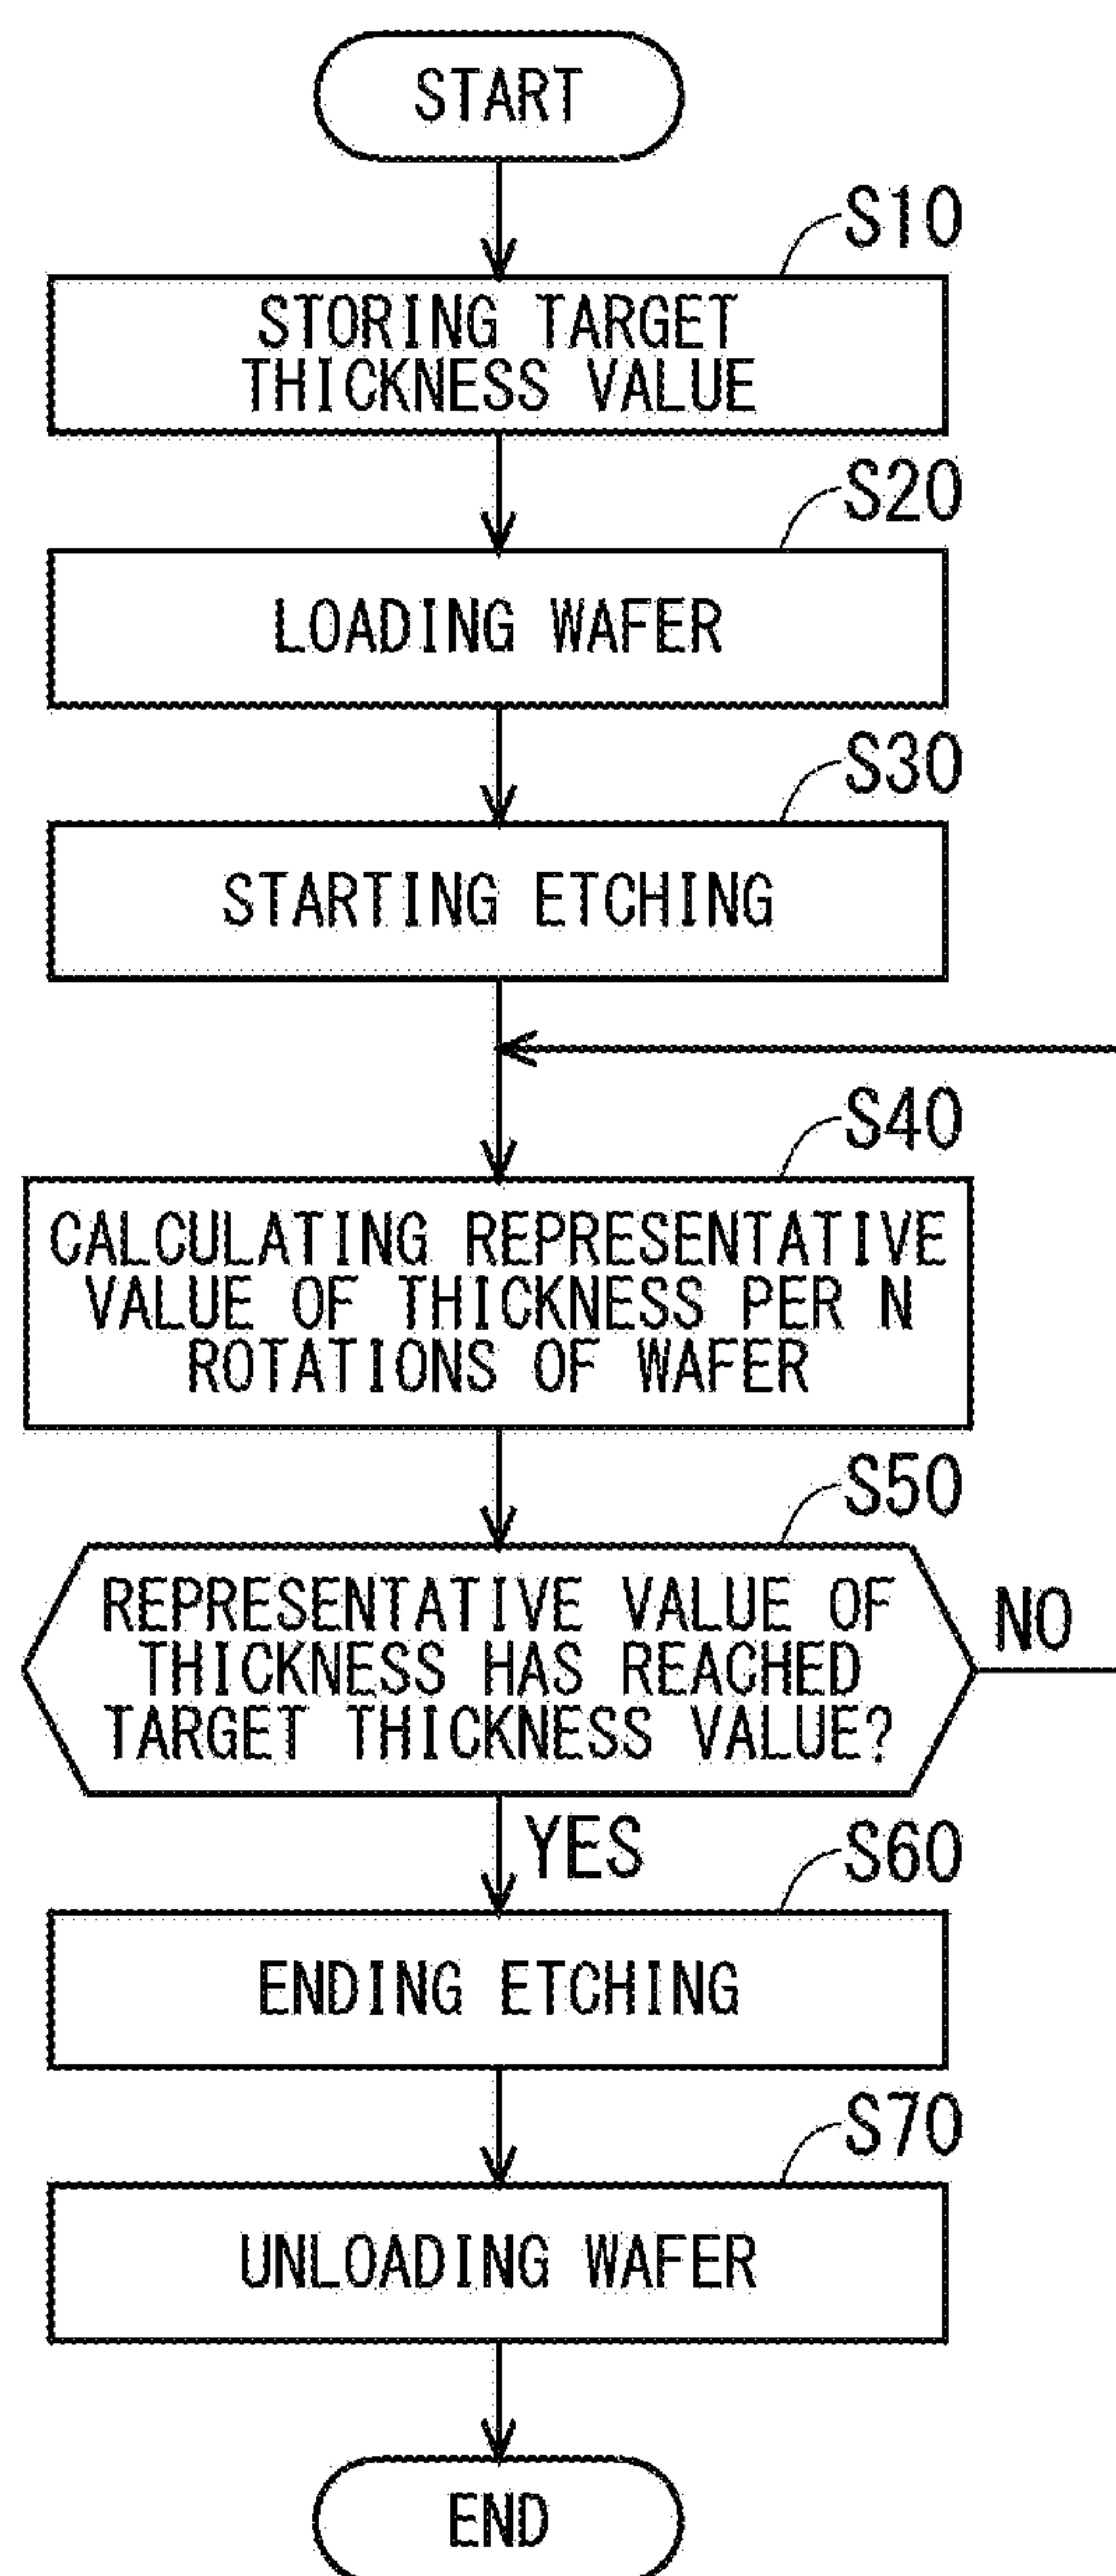 START
S10
STORING TARGET
THICKNESS VALUE
S20
LOADING WAFER
S30
STARTING ETCHING
S40
CALCULATING REPRESENTATIVE
VALUE OF THICKNESS PER N
ROTATIONS OF WAFER
S50
REPRESENTATIVE VALUE OF
THICKNESS HAS REACHED
TARGET THICKNESS VALUE?
NO
YES
S60
ENDING ETCHING
S70
UNLOADING WAFER
END